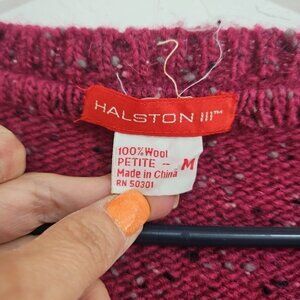 HALSTON III™
100% Wool
PETITE -- M
Made in China
RN 50301